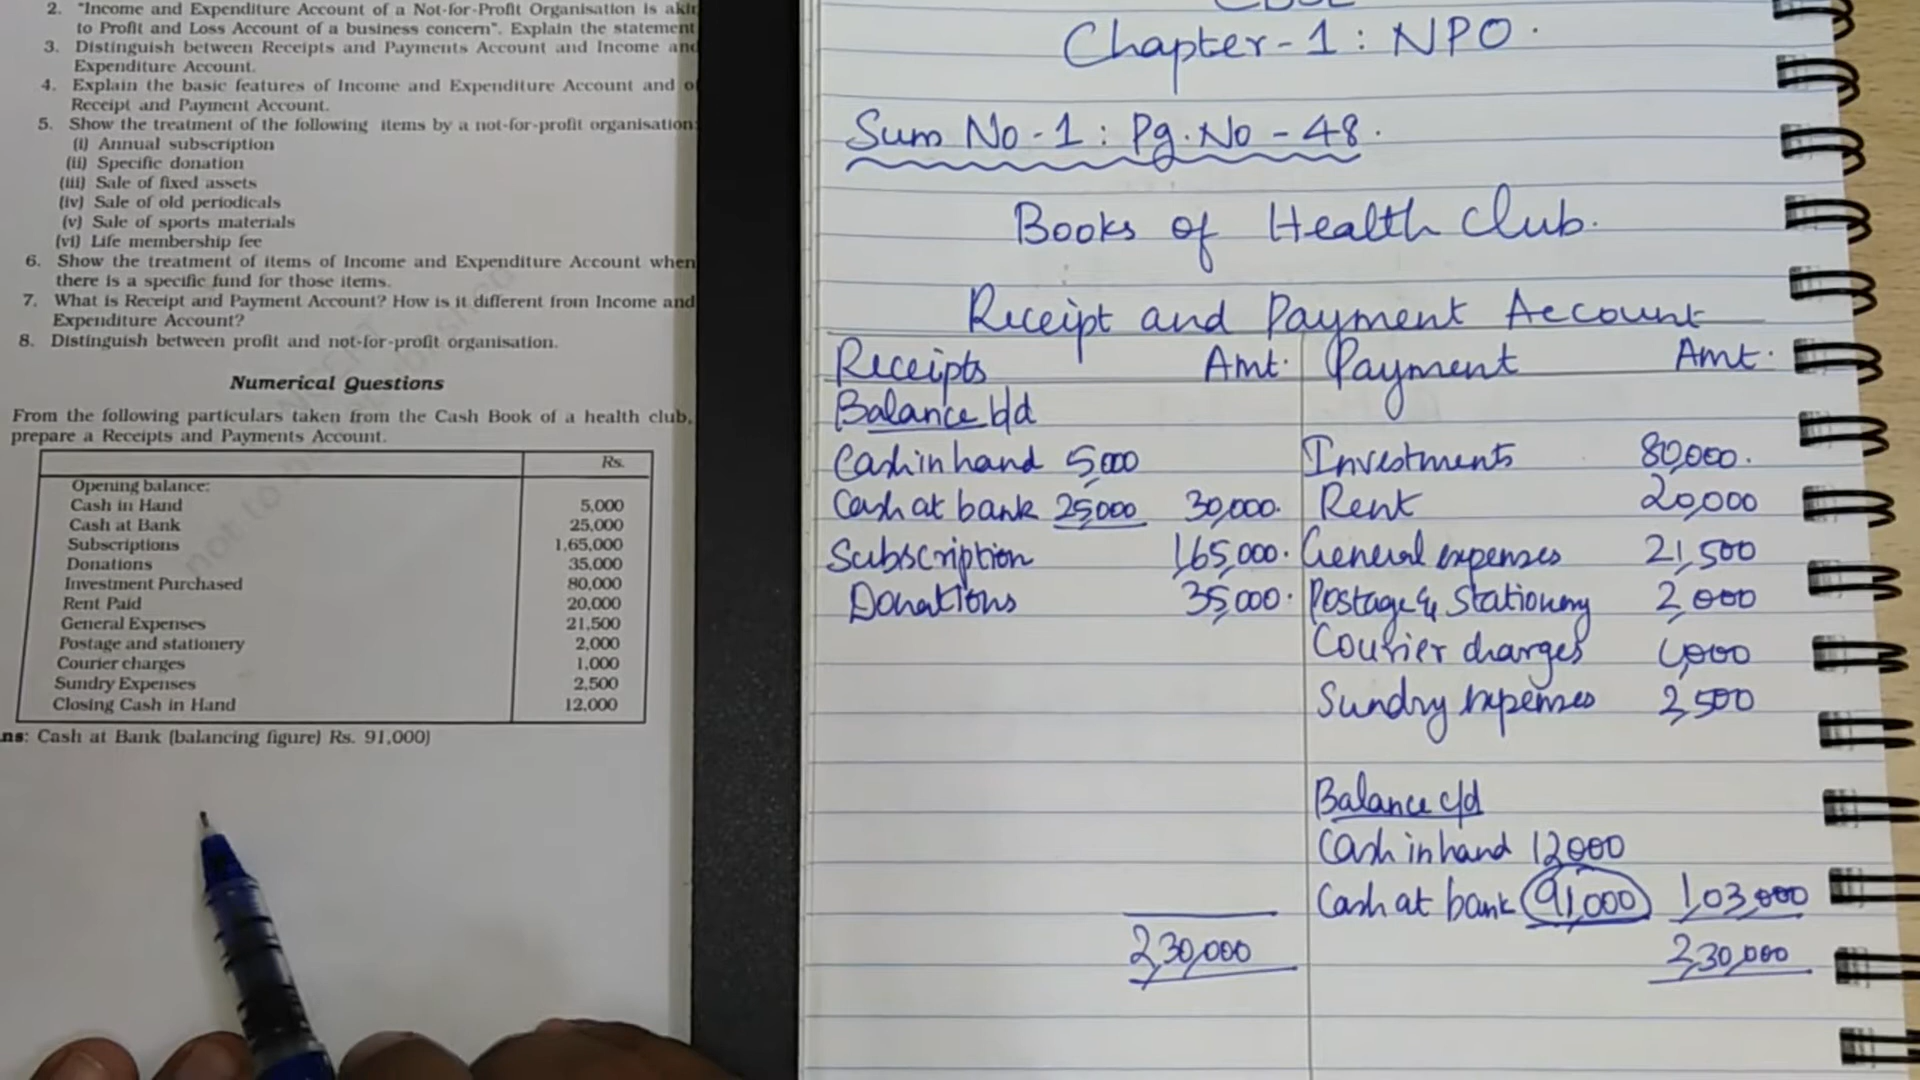 2. "Income and Expenditure Account of a Not-for-Profit Organisation is akin
to Profit and Loss Account of a business concern". Explain the statement
3. Distinguish between Receipts and Payments Account and Income and
Expenditure Account.
4. Explain the basic features of Income and Expenditure Account and of
Receipt and Payment Account.
5. Show the treatment of the following items by a not-for-profit organisation:
(i) Annual subscription
(ii) Specific donation
(iii) Sale of fixed assets
(iv) Sale of old periodicals
(v) Sale of sports materials
(vi) Life membership fee
6. Show the treatment of items of Income and Expenditure Account when
there is a specific fund for those items.
7. What is Receipt and Payment Account? How is it different from Income and
Expenditure Account?
8. Distinguish between profit and not-for-profit organisation.
Numerical Questions
From the following particulars taken from the Cash Book of a health club,
prepare a Receipts and Payments Account.
Rs.
Opening balance:
Cash in Hand 5,000
Cash at Bank 25,000
Subscriptions 1,65,000
Donations 35,000
Investment Purchased 80,000
Rent Paid 20,000
General Expenses 21,500
Postage and stationery 2,000
Courier charges 1,000
Sundry Expenses 2,500
Closing Cash in Hand 12,000
ns: Cash at Bank (balancing figure) Rs. 91,000)
Chapter-1: NPO.
Sum No-1: Pg.No-48.
Books of Health Club.
Receipt and Payment Account
Receipts Amt. Payment Amt.
Balance b/d
Cash in hand 5,000 Investments 80,000.
Cash at bank 25,000 30,000. Rent 20,000
Subscription 1,65,000. General expenses 21,500
Donations 35,000. Postage & Stationery 2,000
Courier charges 1,000
Sundry expenses 2,500
Balance c/d
Cash in hand 12000
Cash at bank 91,000 1,03,000
2,30,000 2,30,000